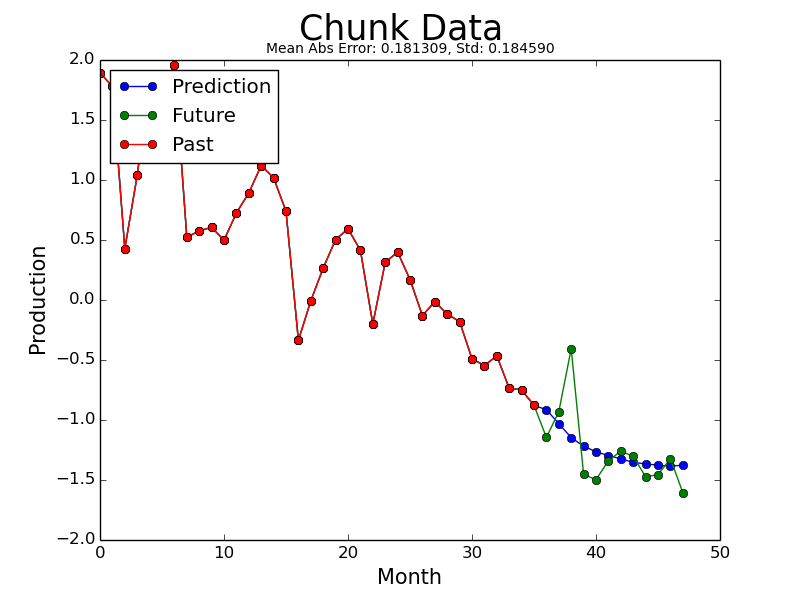 Chunk Data
Mean Abs Error: 0.181309, Std: 0.184590
Prediction
Future
Past
2.0
1.5
1.0
0.5
0.0
−0.5
−1.0
−1.5
−2.0
Production
0 10 20 30 40 50
Month